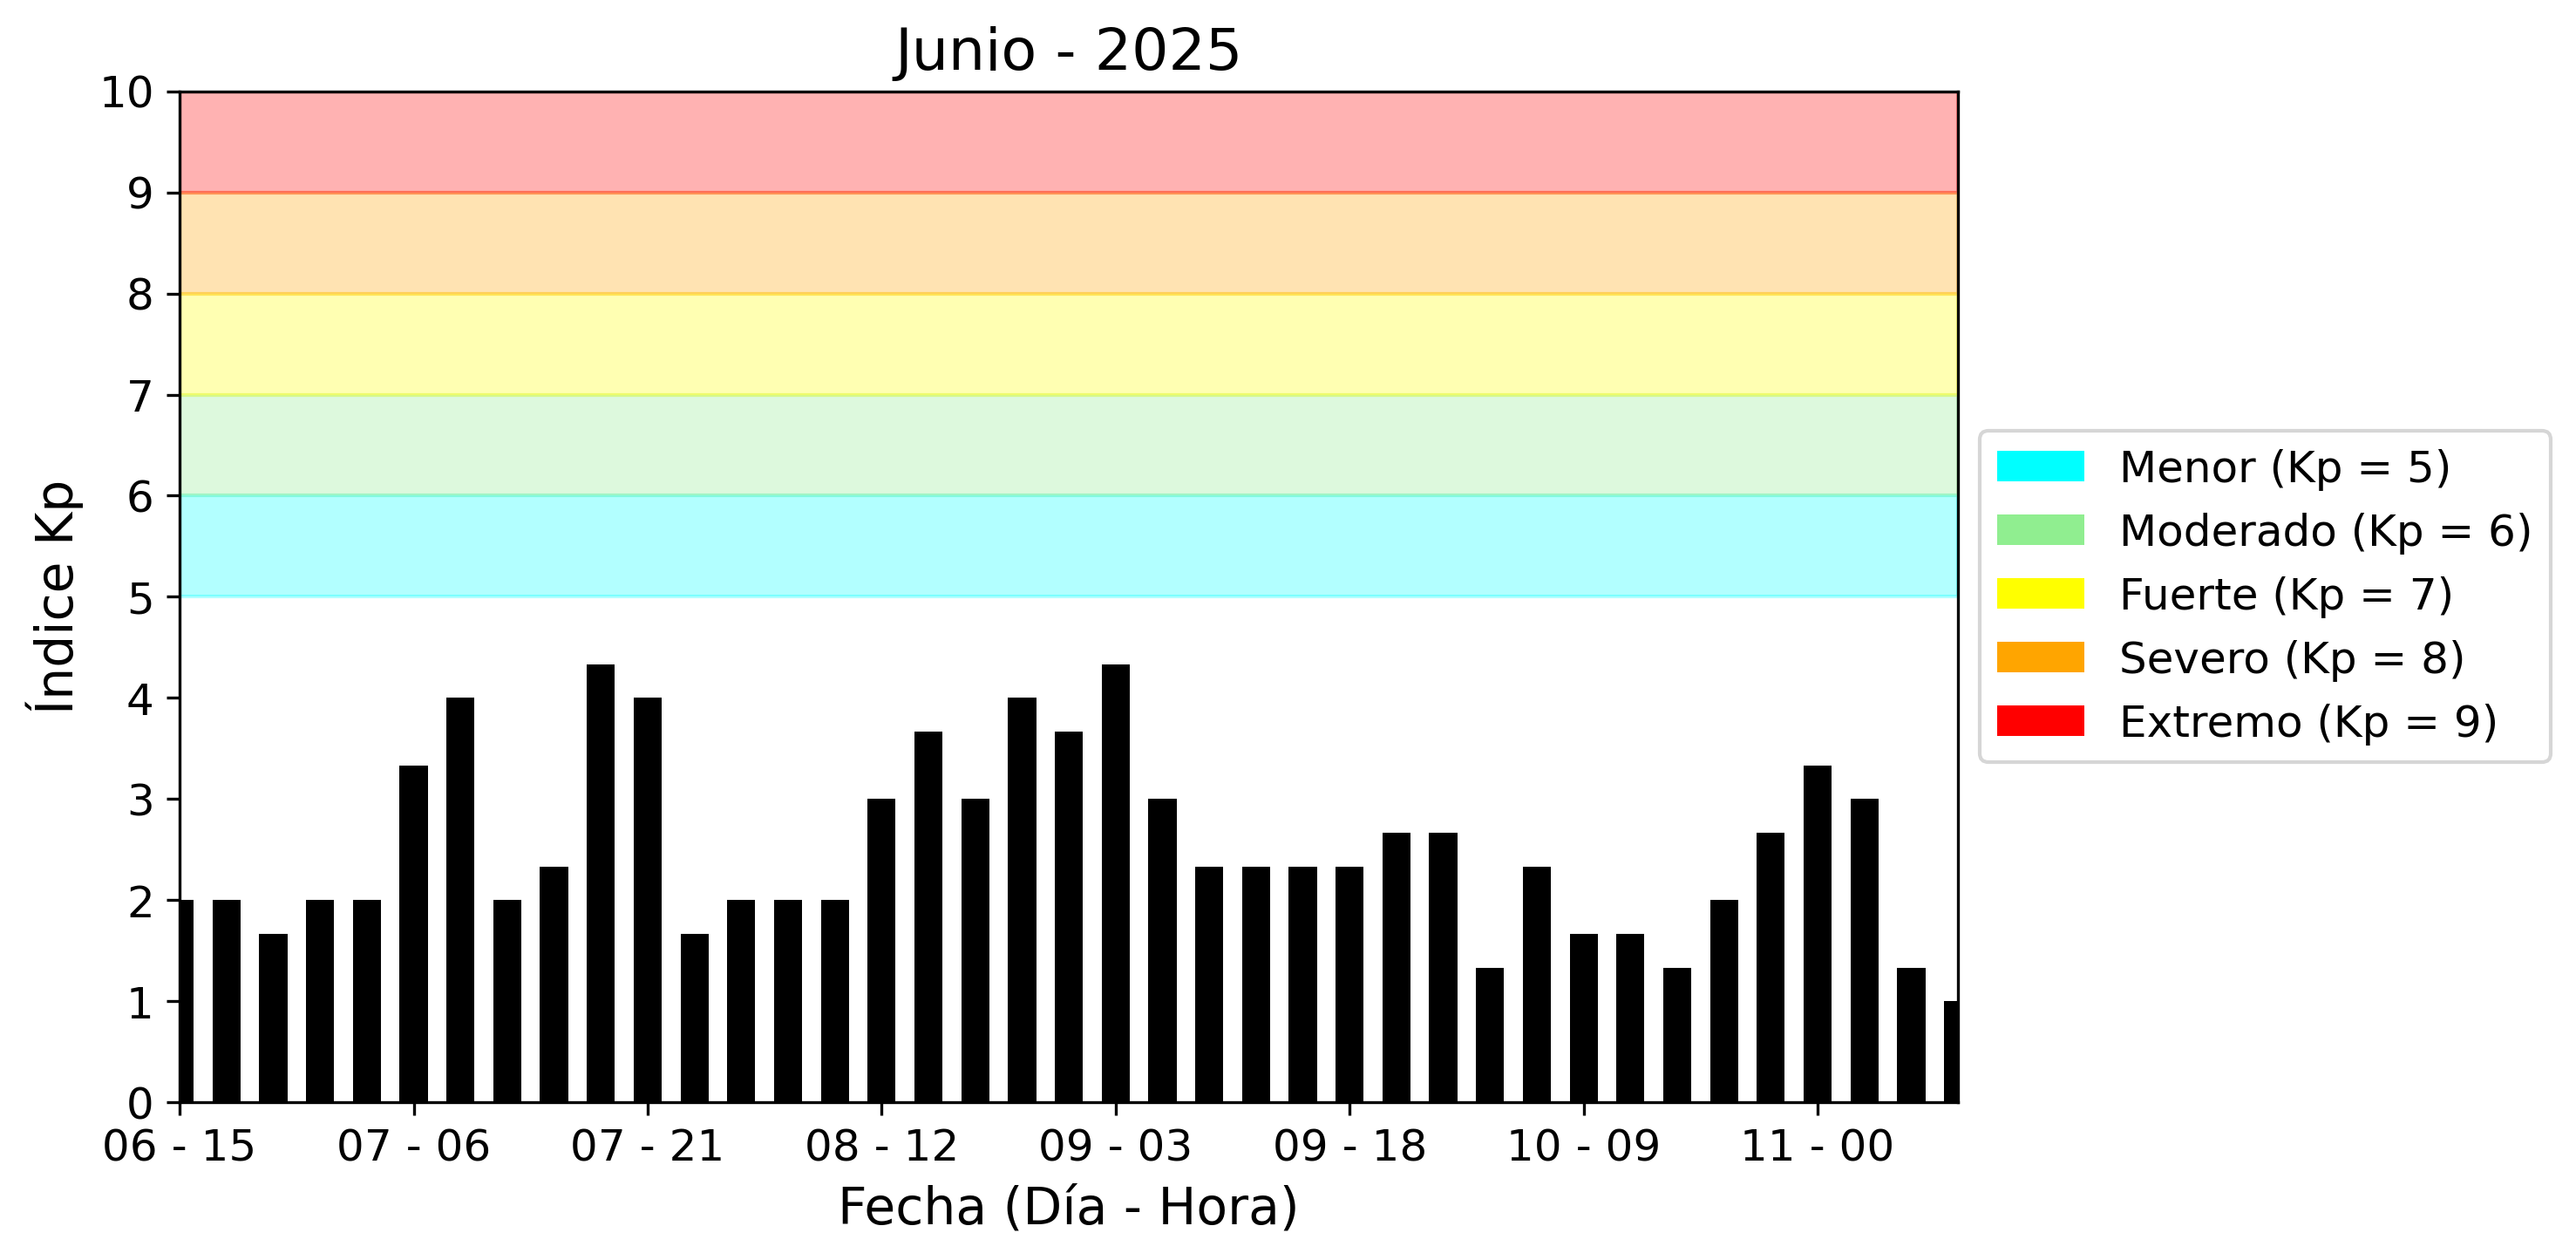 Junio - 2025
10
9
8
7
6
5
4
3
2
1
0
Índice Kp
06 - 15 07 - 06 07 - 21 08 - 12 09 - 03 09 - 18 10 - 09 11 - 00
Fecha (Día - Hora)
Menor (Kp = 5)
Moderado (Kp = 6)
Fuerte (Kp = 7)
Severo (Kp = 8)
Extremo (Kp = 9)